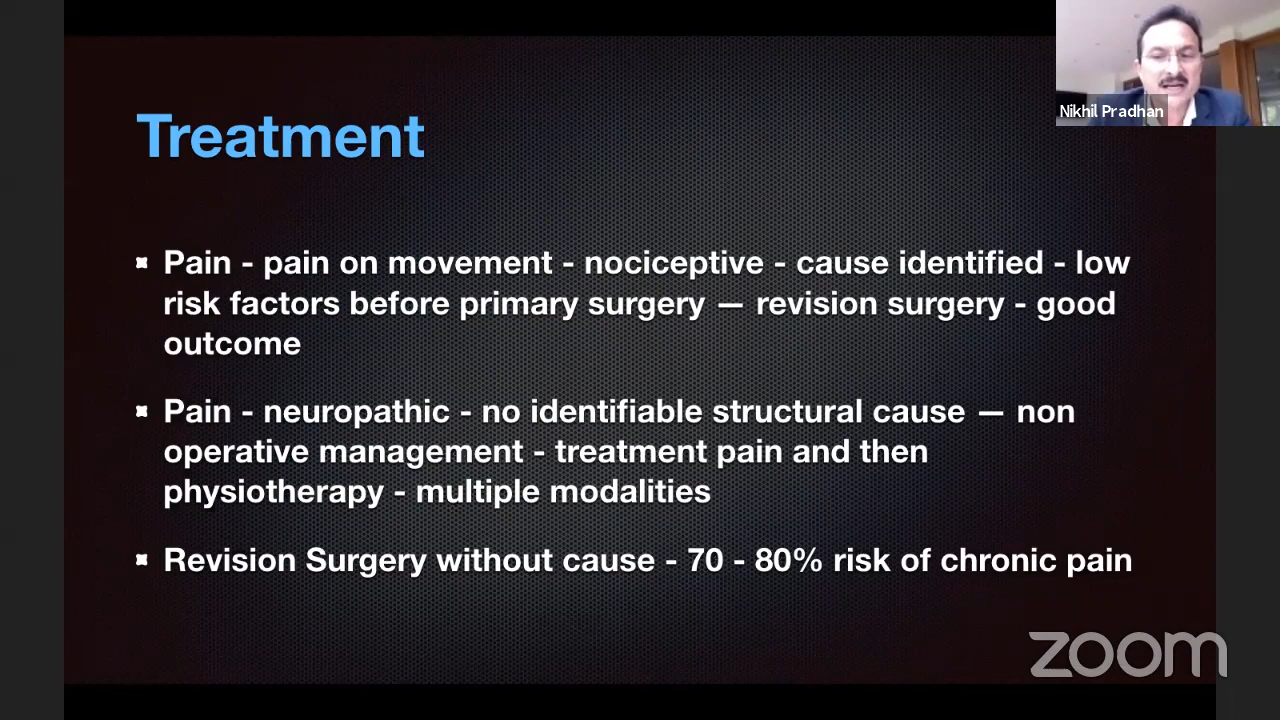 Nikhil Pradhan
Treatment
Pain - pain on movement - nociceptive - cause identified - low
risk factors before primary surgery — revision surgery - good
outcome
Pain - neuropathic - no identifiable structural cause — non
operative management - treatment pain and then
physiotherapy - multiple modalities
Revision Surgery without cause - 70 - 80% risk of chronic pain
zoom